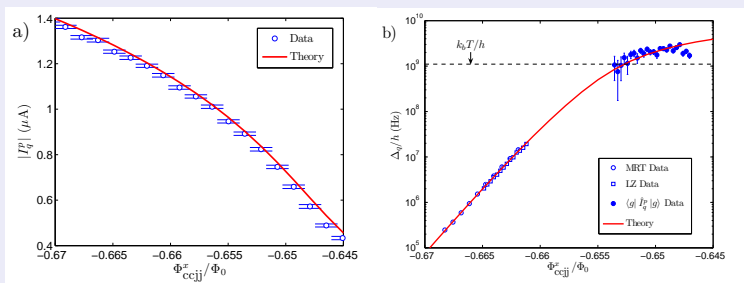 a)
1.4
1.2
1
0.8
0.6
0.4
|I_q^p| (μA)
Data
Theory
−0.67
−0.665
−0.66
−0.655
−0.65
−0.645
Φ^x_ccjj/Φ_0
b)
10^10
10^9
10^8
10^7
10^6
10^5
Δ_q/h (Hz)
k_bT/h
MRT Data
LZ Data
⟨g| Î_q^p |g⟩ Data
Theory
−0.67
−0.665
−0.66
−0.655
−0.65
−0.645
Φ^x_ccjj/Φ_0